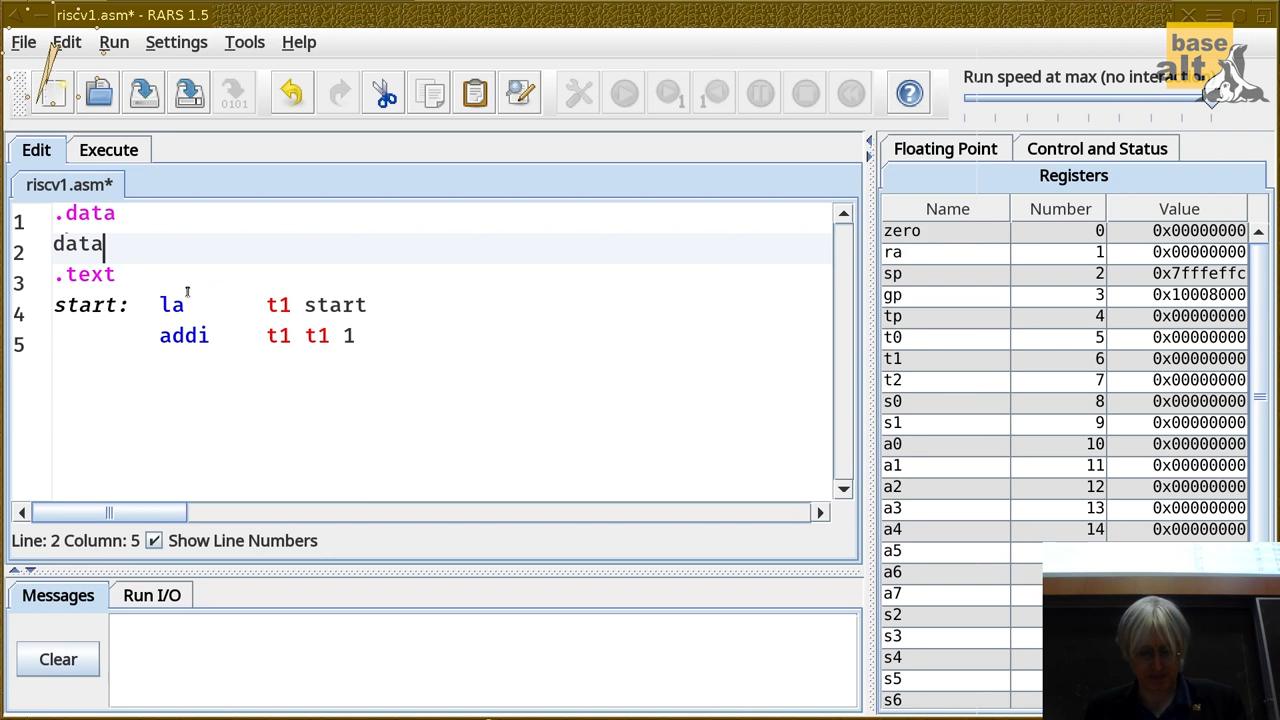 riscv1.asm* - RARS 1.5
File Edit Run Settings Tools Help
base
alt
Run speed at max (no interaction)
Edit Execute
riscv1.asm*
1 .data
2 data
3 .text
4 start: la t1 start
5 addi t1 t1 1
Line: 2 Column: 5 Show Line Numbers
Messages Run I/O
Clear
Floating Point Control and Status
Registers
Name Number Value
zero 0 0x00000000
ra 1 0x00000000
sp 2 0x7fffeffc
gp 3 0x10008000
tp 4 0x00000000
t0 5 0x00000000
t1 6 0x00000000
t2 7 0x00000000
s0 8 0x00000000
s1 9 0x00000000
a0 10 0x00000000
a1 11 0x00000000
a2 12 0x00000000
a3 13 0x00000000
a4 14 0x00000000
a5
a6
a7
s2
s3
s4
s5
s6